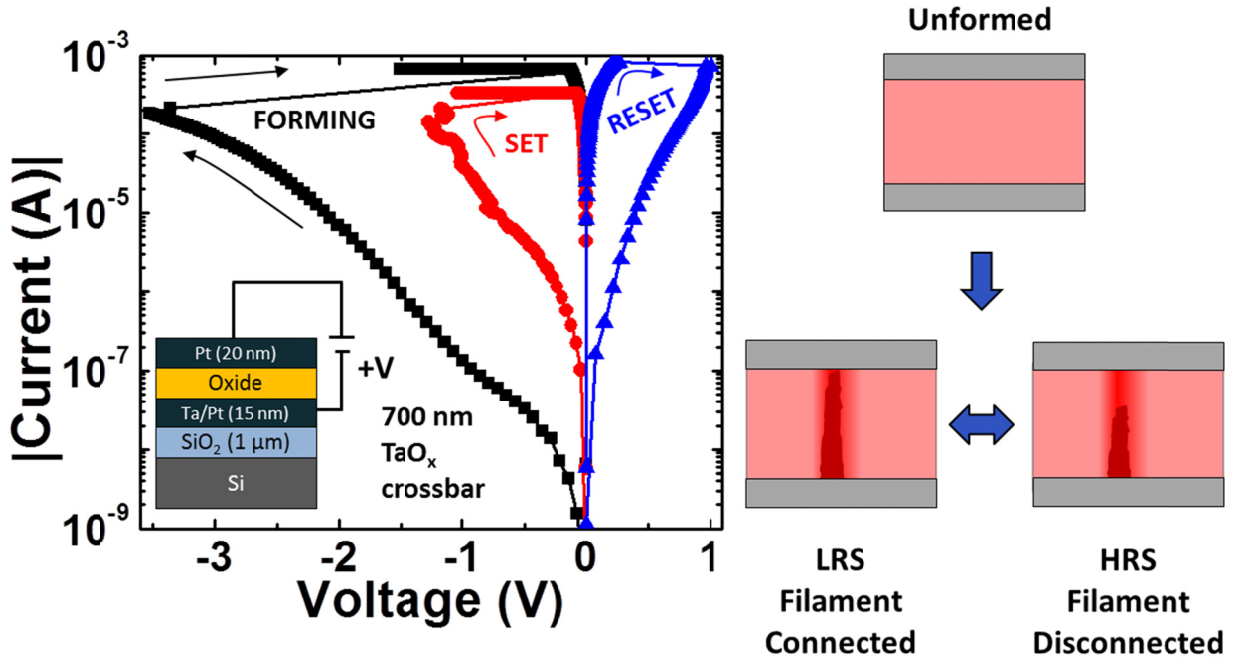 Unformed
10⁻³
10⁻⁵
10⁻⁷
10⁻⁹
|Current (A)|
FORMING
SET
RESET
Pt (20 nm)
Oxide
Ta/Pt (15 nm)
SiO₂ (1 μm)
Si
+V
700 nm
TaOₓ
crossbar
-3
-2
-1
0
1
Voltage (V)
LRS
Filament
Connected
HRS
Filament
Disconnected